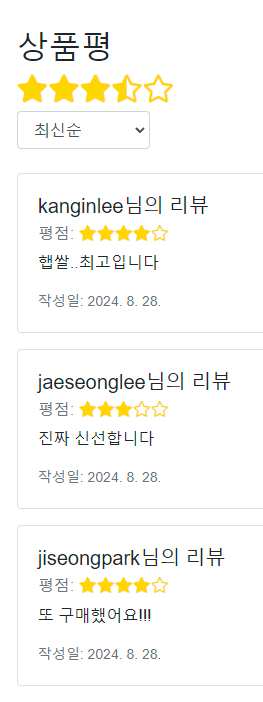 상품평
최신순
kanginlee님의 리뷰
평점:
햅쌀..최고입니다
작성일: 2024. 8. 28.
jaeseonglee님의 리뷰
평점:
진짜 신선합니다
작성일: 2024. 8. 28.
jiseongpark님의 리뷰
평점:
또 구매했어요!!!
작성일: 2024. 8. 28.